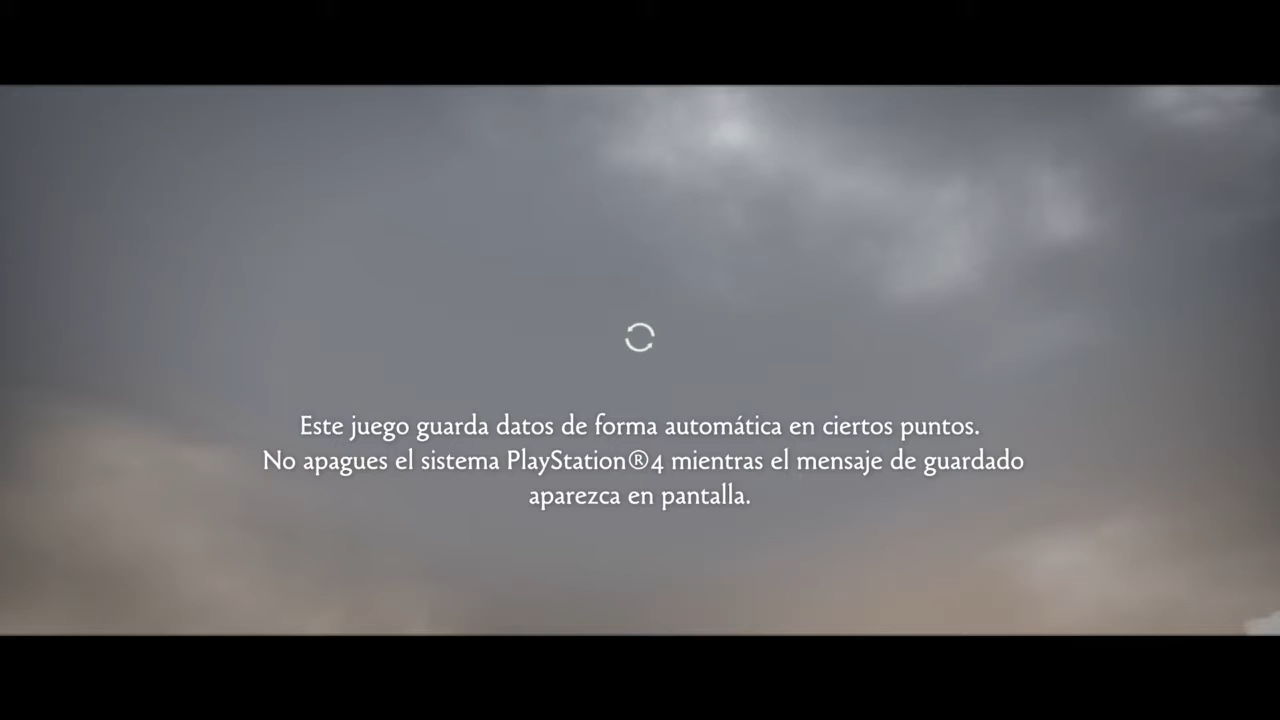 Este juego guarda datos de forma automática en ciertos puntos.
No apagues el sistema PlayStation®4 mientras el mensaje de guardado
aparezca en pantalla.